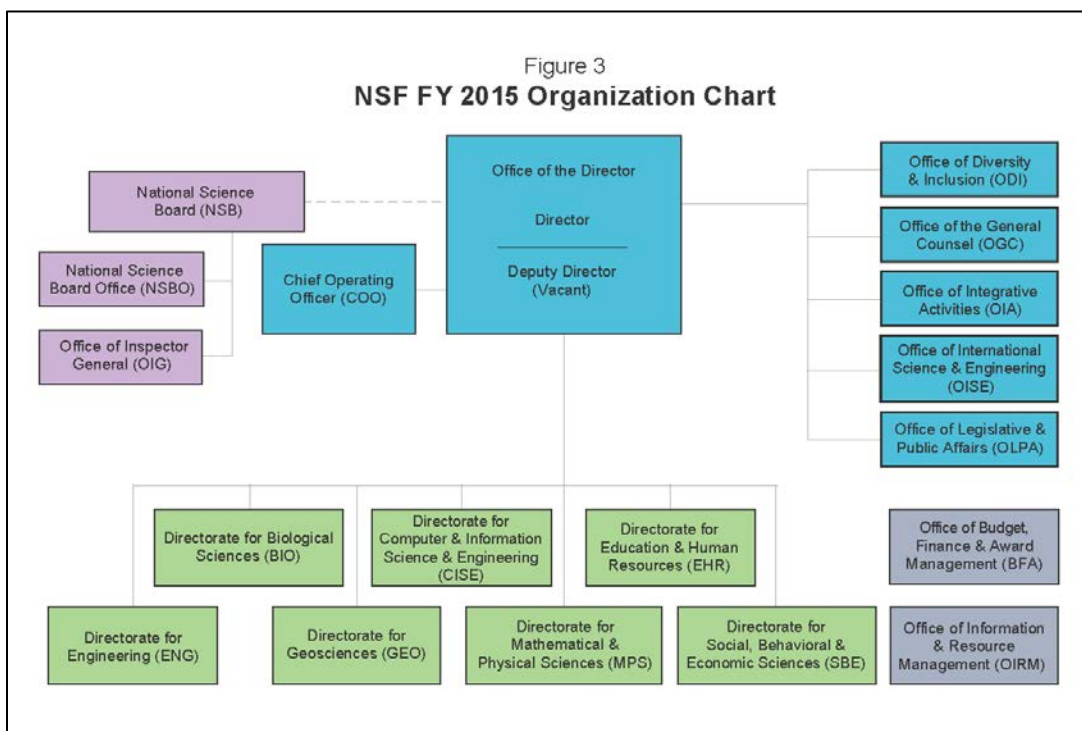 Figure 3
NSF FY 2015 Organization Chart
National Science
Board (NSB)
National Science
Board Office (NSBO)
Office of Inspector
General (OIG)
Chief Operating
Officer (COO)
Office of the Director
Director
Deputy Director
(Vacant)
Office of Diversity
& Inclusion (ODI)
Office of the General
Counsel (OGC)
Office of Integrative
Activities (OIA)
Office of International
Science & Engineering
(OISE)
Office of Legislative &
Public Affairs (OLPA)
Directorate for Biological
Sciences (BIO)
Directorate for
Computer & Information
Science & Engineering
(CISE)
Directorate for
Education & Human
Resources (EHR)
Office of Budget,
Finance & Award
Management (BFA)
Directorate for
Engineering (ENG)
Directorate for
Geosciences (GEO)
Directorate for
Mathematical &
Physical Sciences (MPS)
Directorate for
Social, Behavioral &
Economic Sciences (SBE)
Office of Information
& Resource
Management (OIRM)